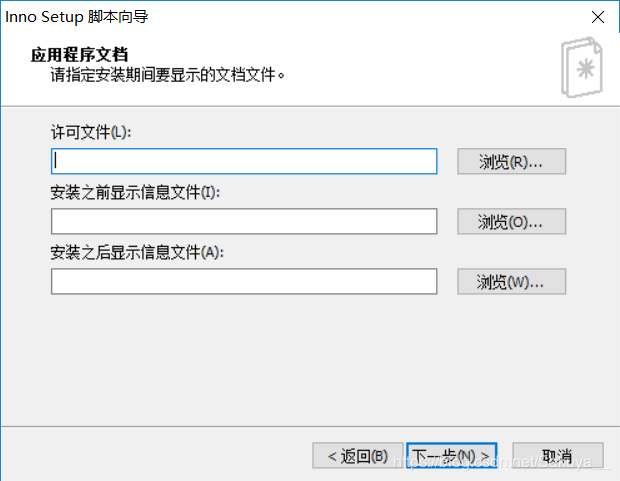 Inno Setup 脚本向导
应用程序文档
请指定安装期间要显示的文档文件。
许可文件(L):
浏览(R)...
安装之前显示信息文件(I):
浏览(O)...
安装之后显示信息文件(A):
浏览(W)...
< 返回(B) 下一步(N) > 取消